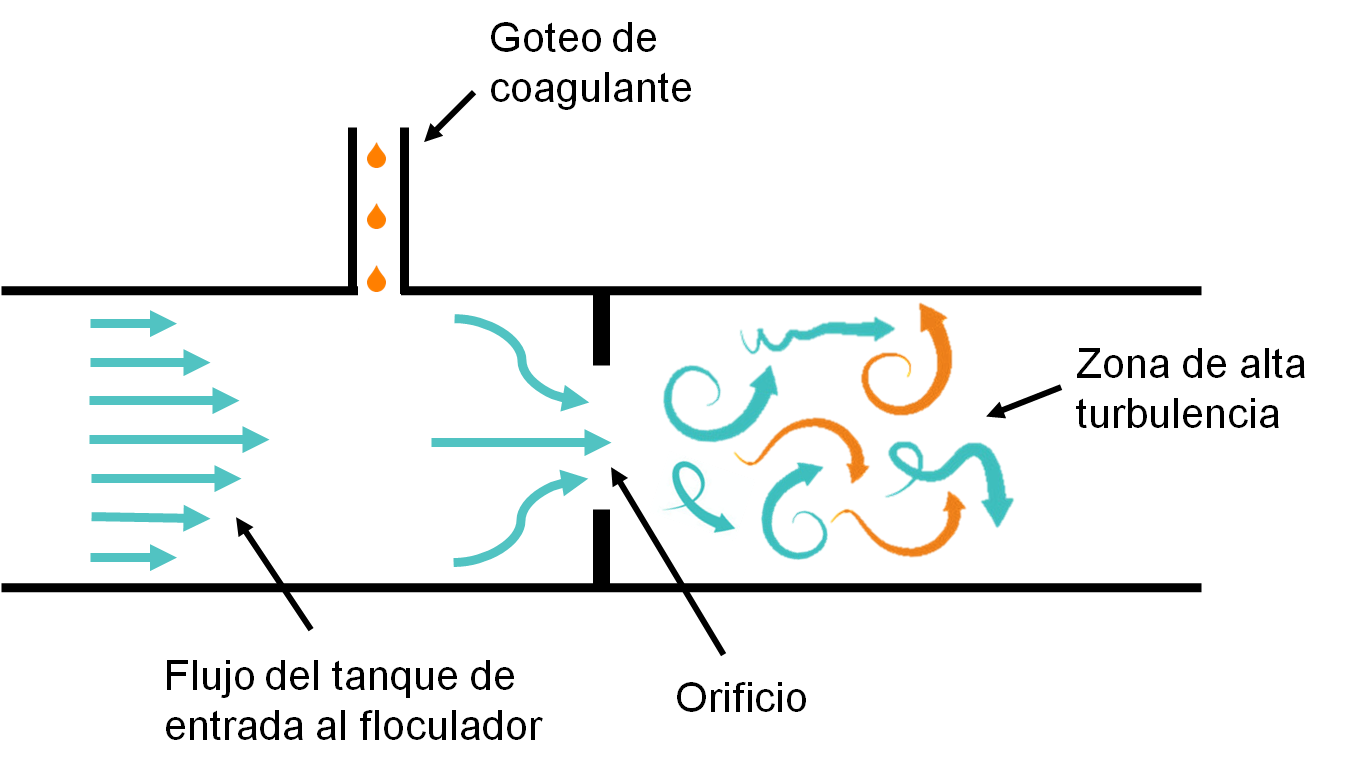 Goteo de
coagulante
Zona de alta
turbulencia
Flujo del tanque de
entrada al floculador
Orificio